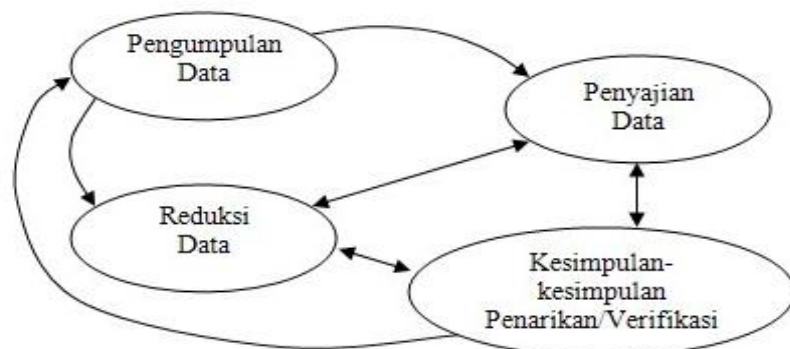 Pengumpulan
Data
Penyajian
Data
Reduksi
Data
Kesimpulan-
kesimpulan
Penarikan/Verifikasi